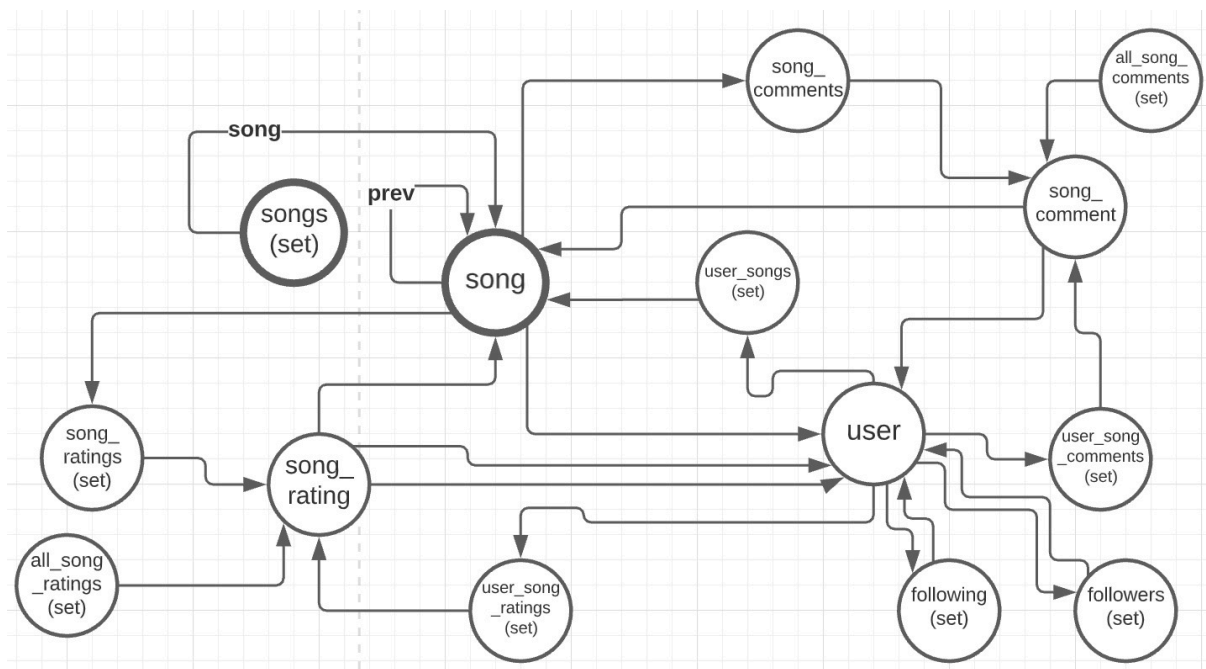 song_
comments
all_song_
comments
(set)
song
prev
songs
(set)
song_
comment
song
user_songs
(set)
user
song_
ratings
(set)
song_
rating
user_song
_comments
(set)
all_song
_ratings
(set)
user_song
_ratings
(set)
following
(set)
followers
(set)